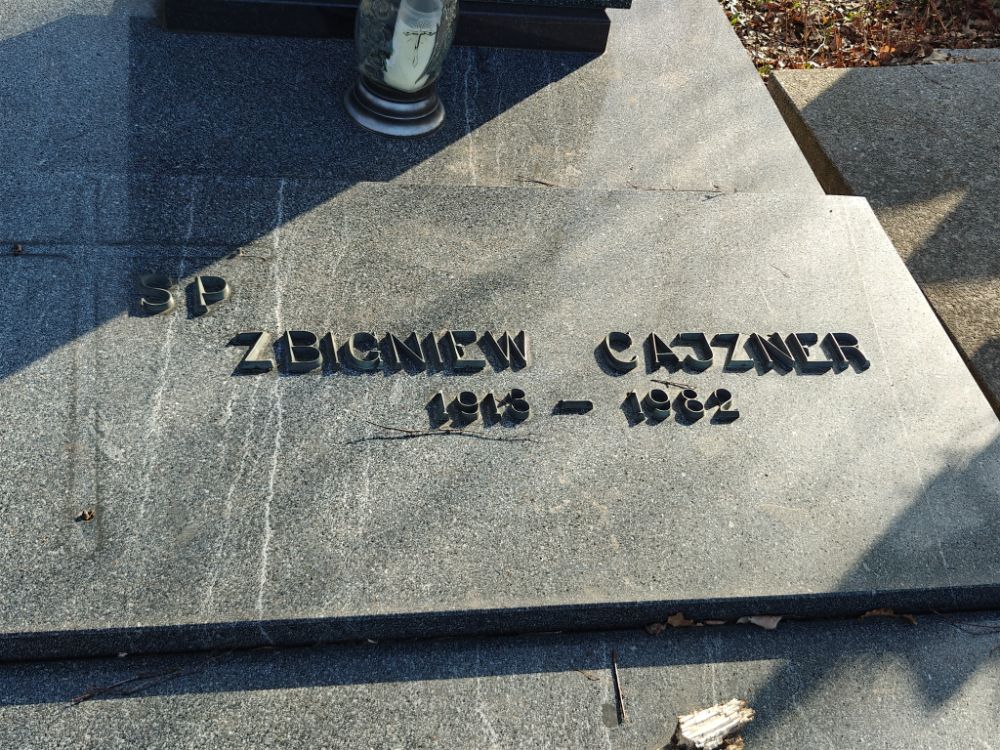 SP
ZBIGNIEW CAJZNER
1913 – 1982